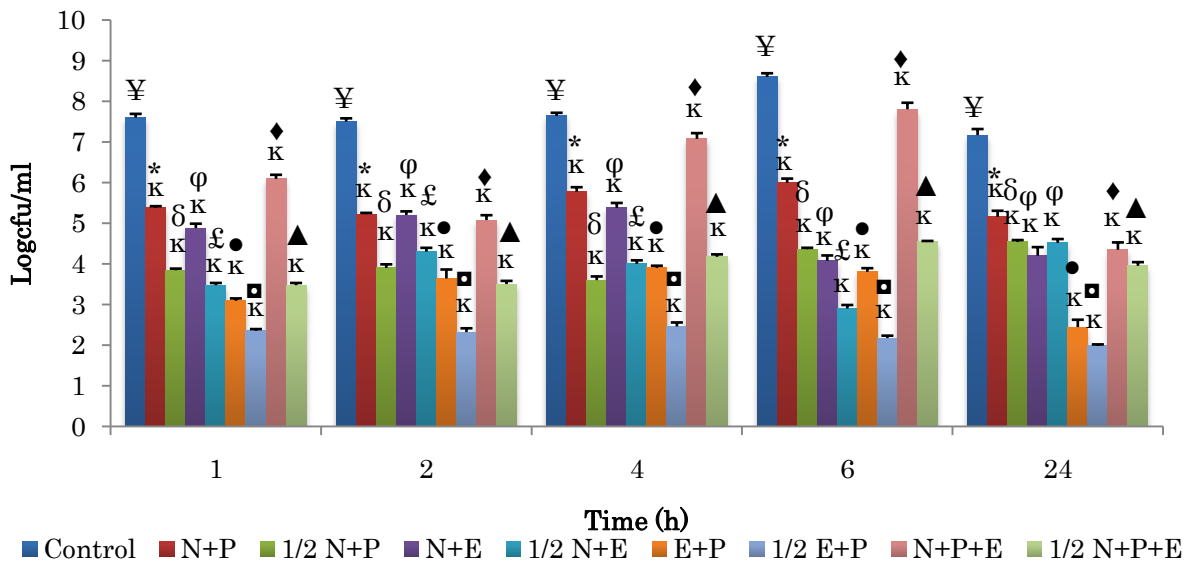 10
9
8
7
6
5
4
3
2
1
0
Logcfu/ml
¥ * κ δ κ φ κ £ κ ● κ ◘ κ ♦ κ ▲ κ
¥ * κ δ κ φ κ £ κ ● κ ◘ κ ♦ κ ▲ κ
¥ * κ δ κ φ κ £ κ ● κ ◘ κ ♦ κ ▲ κ
¥ * κ δ κ φ κ £ κ ● κ ◘ κ ♦ κ ▲ κ
¥ * κ δ κ φ φ ● κ ◘ κ ♦ κ ▲ κ
1 2 4 6 24
Time (h)
Control N+P 1/2 N+P N+E 1/2 N+E E+P 1/2 E+P N+P+E 1/2 N+P+E